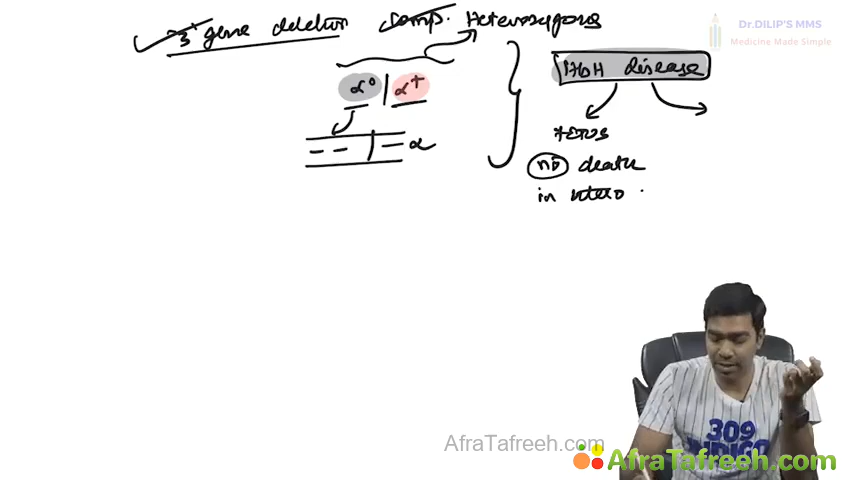 Dr.DILIP'S MMS
Medicine Made Simple
3 gene deletion comp. Heterozygous
α⁰ | α⁺
HbH disease
-- | -α
no death
in utero
AfraTafreeh.com
309
INDIGO
AfraTafreeh.com